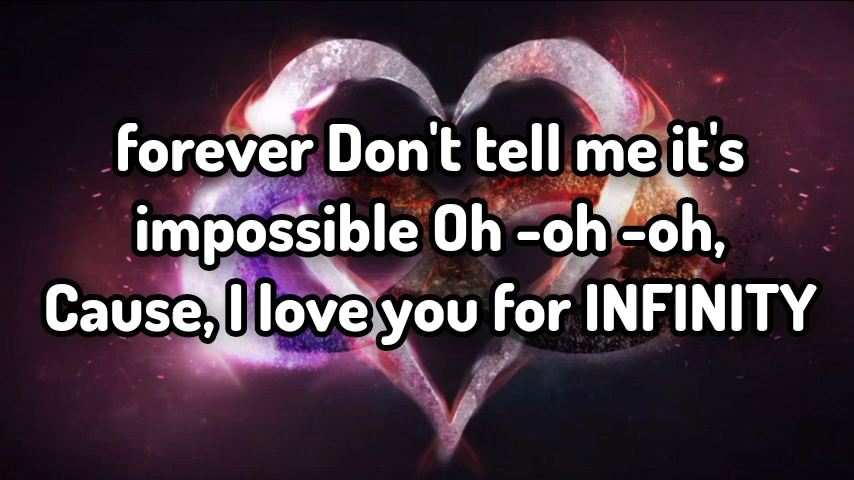 forever Don't tell me it's
impossible Oh -oh -oh,
Cause, I love you for INFINITY